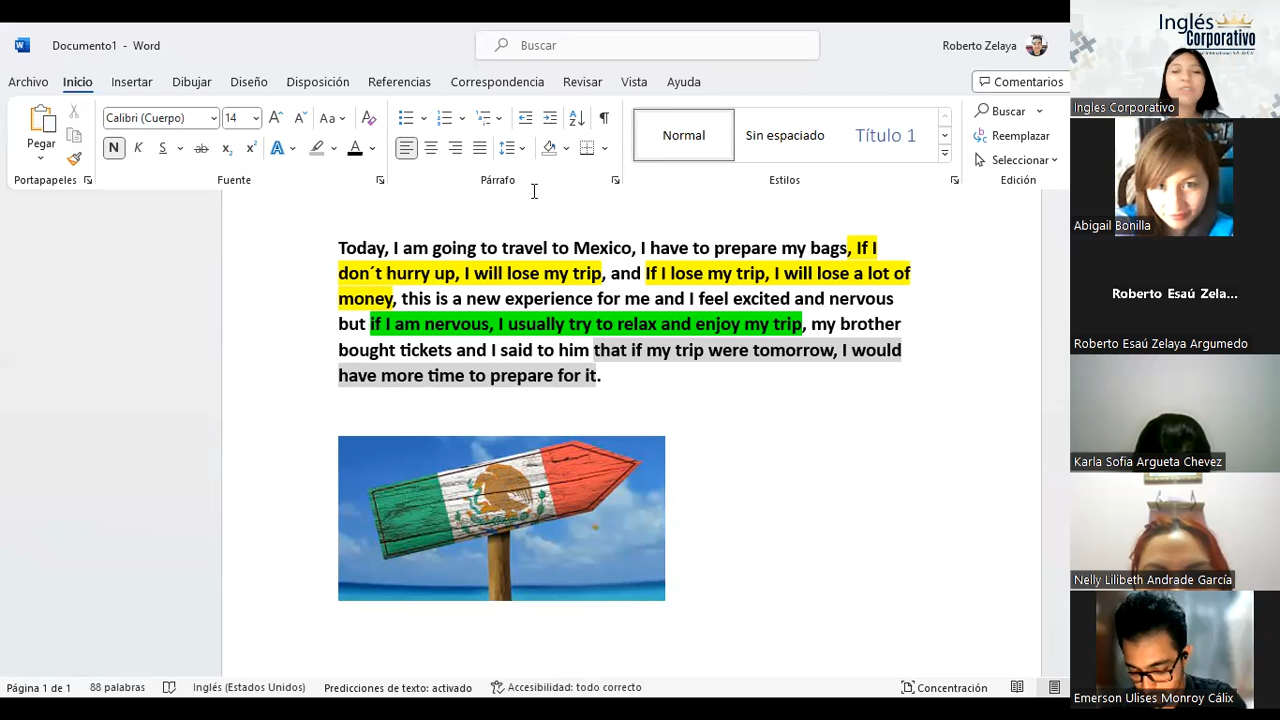 Documento1 - Word
Buscar
Roberto Zelaya
Archivo Inicio Insertar Dibujar Diseño Disposición Referencias Correspondencia Revisar Vista Ayuda
Comentarios
Pegar
Calibri (Cuerpo) 14
Normal
Sin espaciado
Título 1
Buscar
Reemplazar
Seleccionar
Portapapeles Fuente Párrafo Estilos Edición
Today, I am going to travel to Mexico, I have to prepare my bags, If I
don´t hurry up, I will lose my trip, and If I lose my trip, I will lose a lot of
money, this is a new experience for me and I feel excited and nervous
but if I am nervous, I usually try to relax and enjoy my trip, my brother
bought tickets and I said to him that if my trip were tomorrow, I would
have more time to prepare for it.
Página 1 de 1 88 palabras Inglés (Estados Unidos) Predicciones de texto: activado Accesibilidad: todo correcto Concentración
Inglés
Corporativo
Ingles Corporativo
Abigail Bonilla
Roberto Esaú Zela...
Roberto Esaú Zelaya Argumedo
Karla Sofía Argueta Chevez
Nelly Lilibeth Andrade García
Emerson Ulises Monroy Cálix